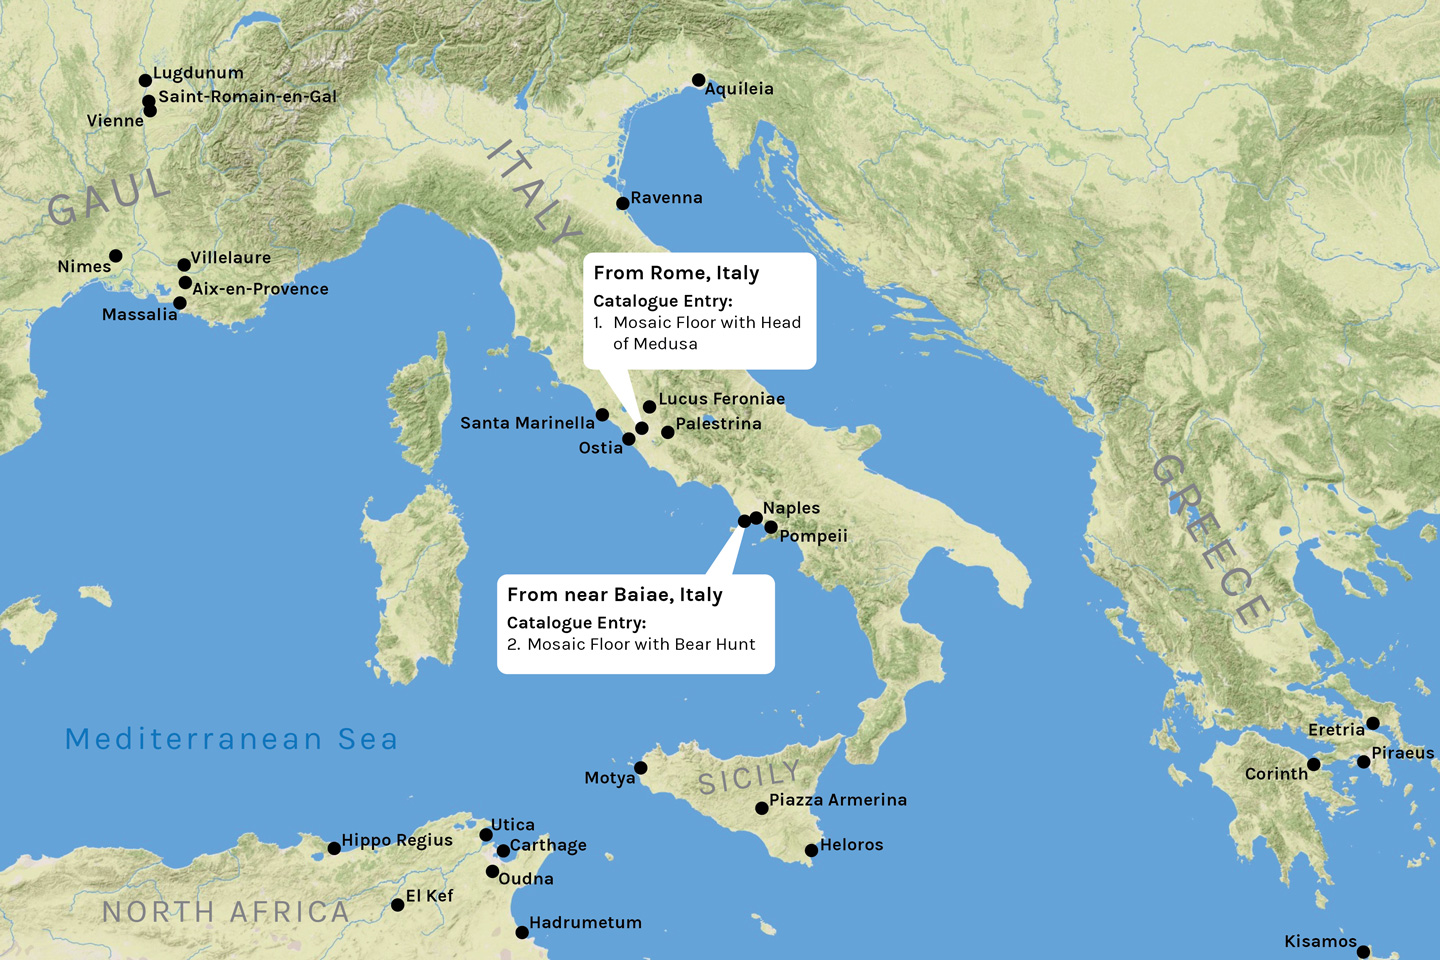 Lugdunum
Saint-Romain-en-Gal
Vienne
Aquileia
GAUL
ITALY
Ravenna
Nimes
Villelaure
Aix-en-Provence
Massalia
From Rome, Italy
Catalogue Entry:
1. Mosaic Floor with Head
of Medusa
Lucus Feroniae
Santa Marinella
Palestrina
Ostia
GREECE
Naples
Pompeii
From near Baiae, Italy
Catalogue Entry:
2. Mosaic Floor with Bear Hunt
Mediterranean Sea
Eretria
Piraeus
Corinth
Motya
SICILY
Piazza Armerina
Utica
Hippo Regius
Carthage
Heloros
Oudna
El Kef
NORTH AFRICA
Hadrumetum
Kisamos